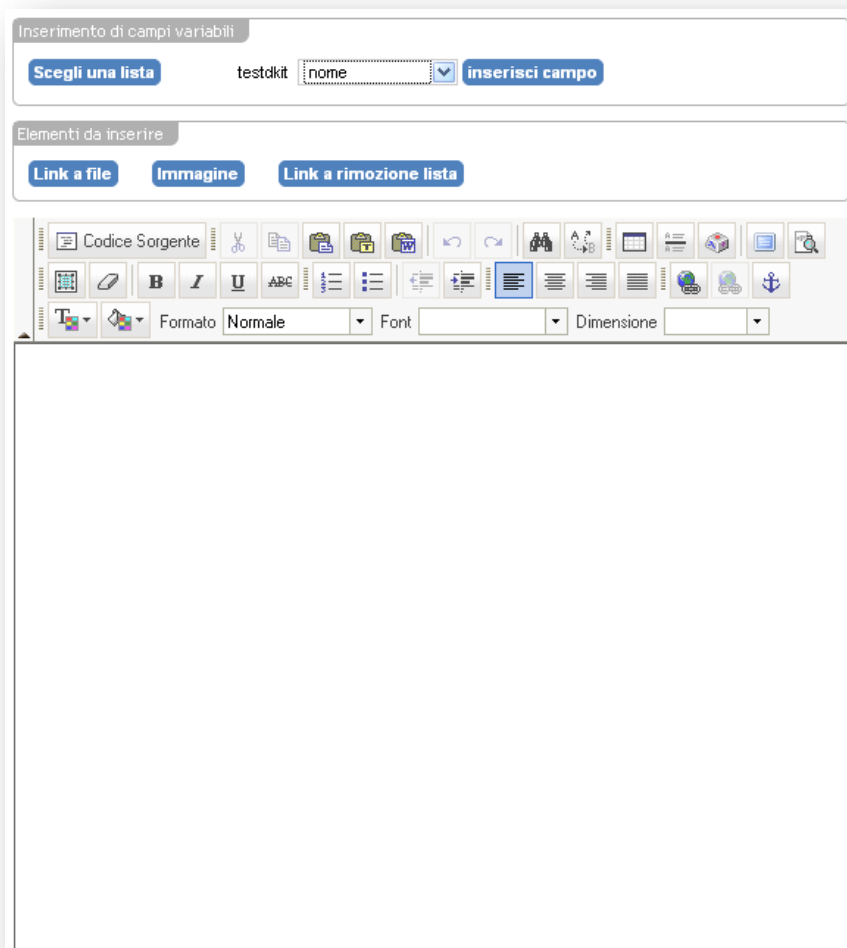 Inserimento di campi variabili
Scegli una lista testdkit nome inserisci campo
Elementi da inserire
Link a file Immagine Link a rimozione lista
Codice Sorgente
B I U ABC
Formato Normale Font Dimensione